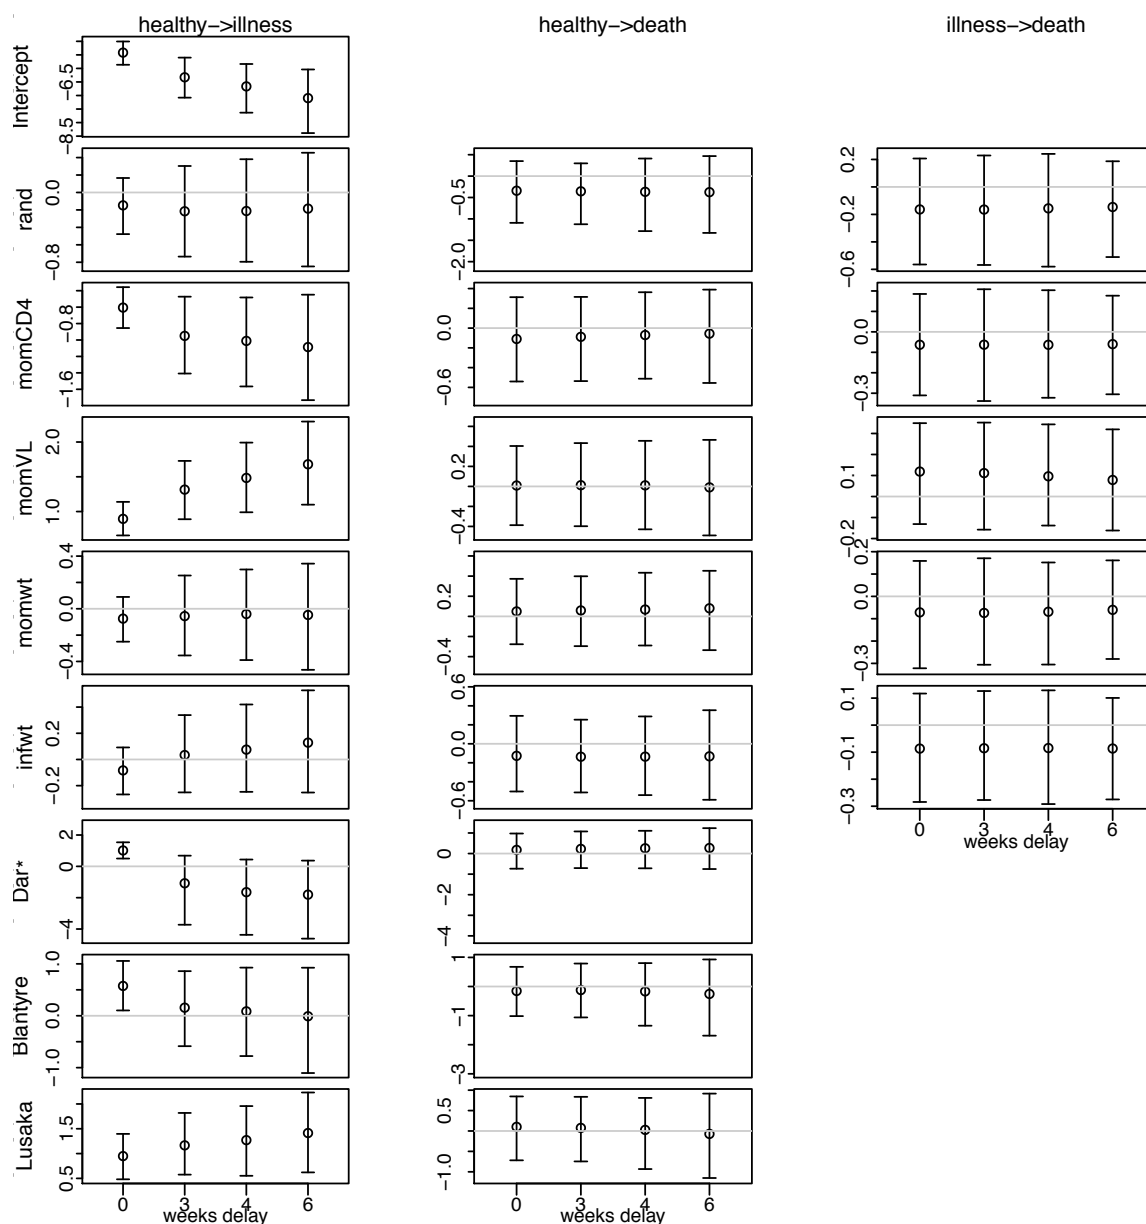 healthy->illness healthy->death illness->death
Intercept −6.5 −8.5
rand 0.0 −0.8 −0.5 −2.0 0.2 −0.2 −0.6
momCD4 −0.8 −1.6 0.0 −0.6 0.0 −0.3
momVL 2.0 1.0 0.2 −0.4 0.1 −0.2
momwt 0.4 0.0 −0.4 0.2 −0.4 0.2 0.0 −0.3
infwt 0.2 −0.2 0.6 0.0 −0.6 0.1 −0.1 −0.3
0 3 4 6
weeks delay
Dar* 2 0 −4 0 −2 −4
Blantyre 1.0 0.0 −1.0 1 −1 −3
Lusaka 1.5 0.5 0.5 −1.0
0 3 4 6 0 3 4 6
weeks delay weeks delay